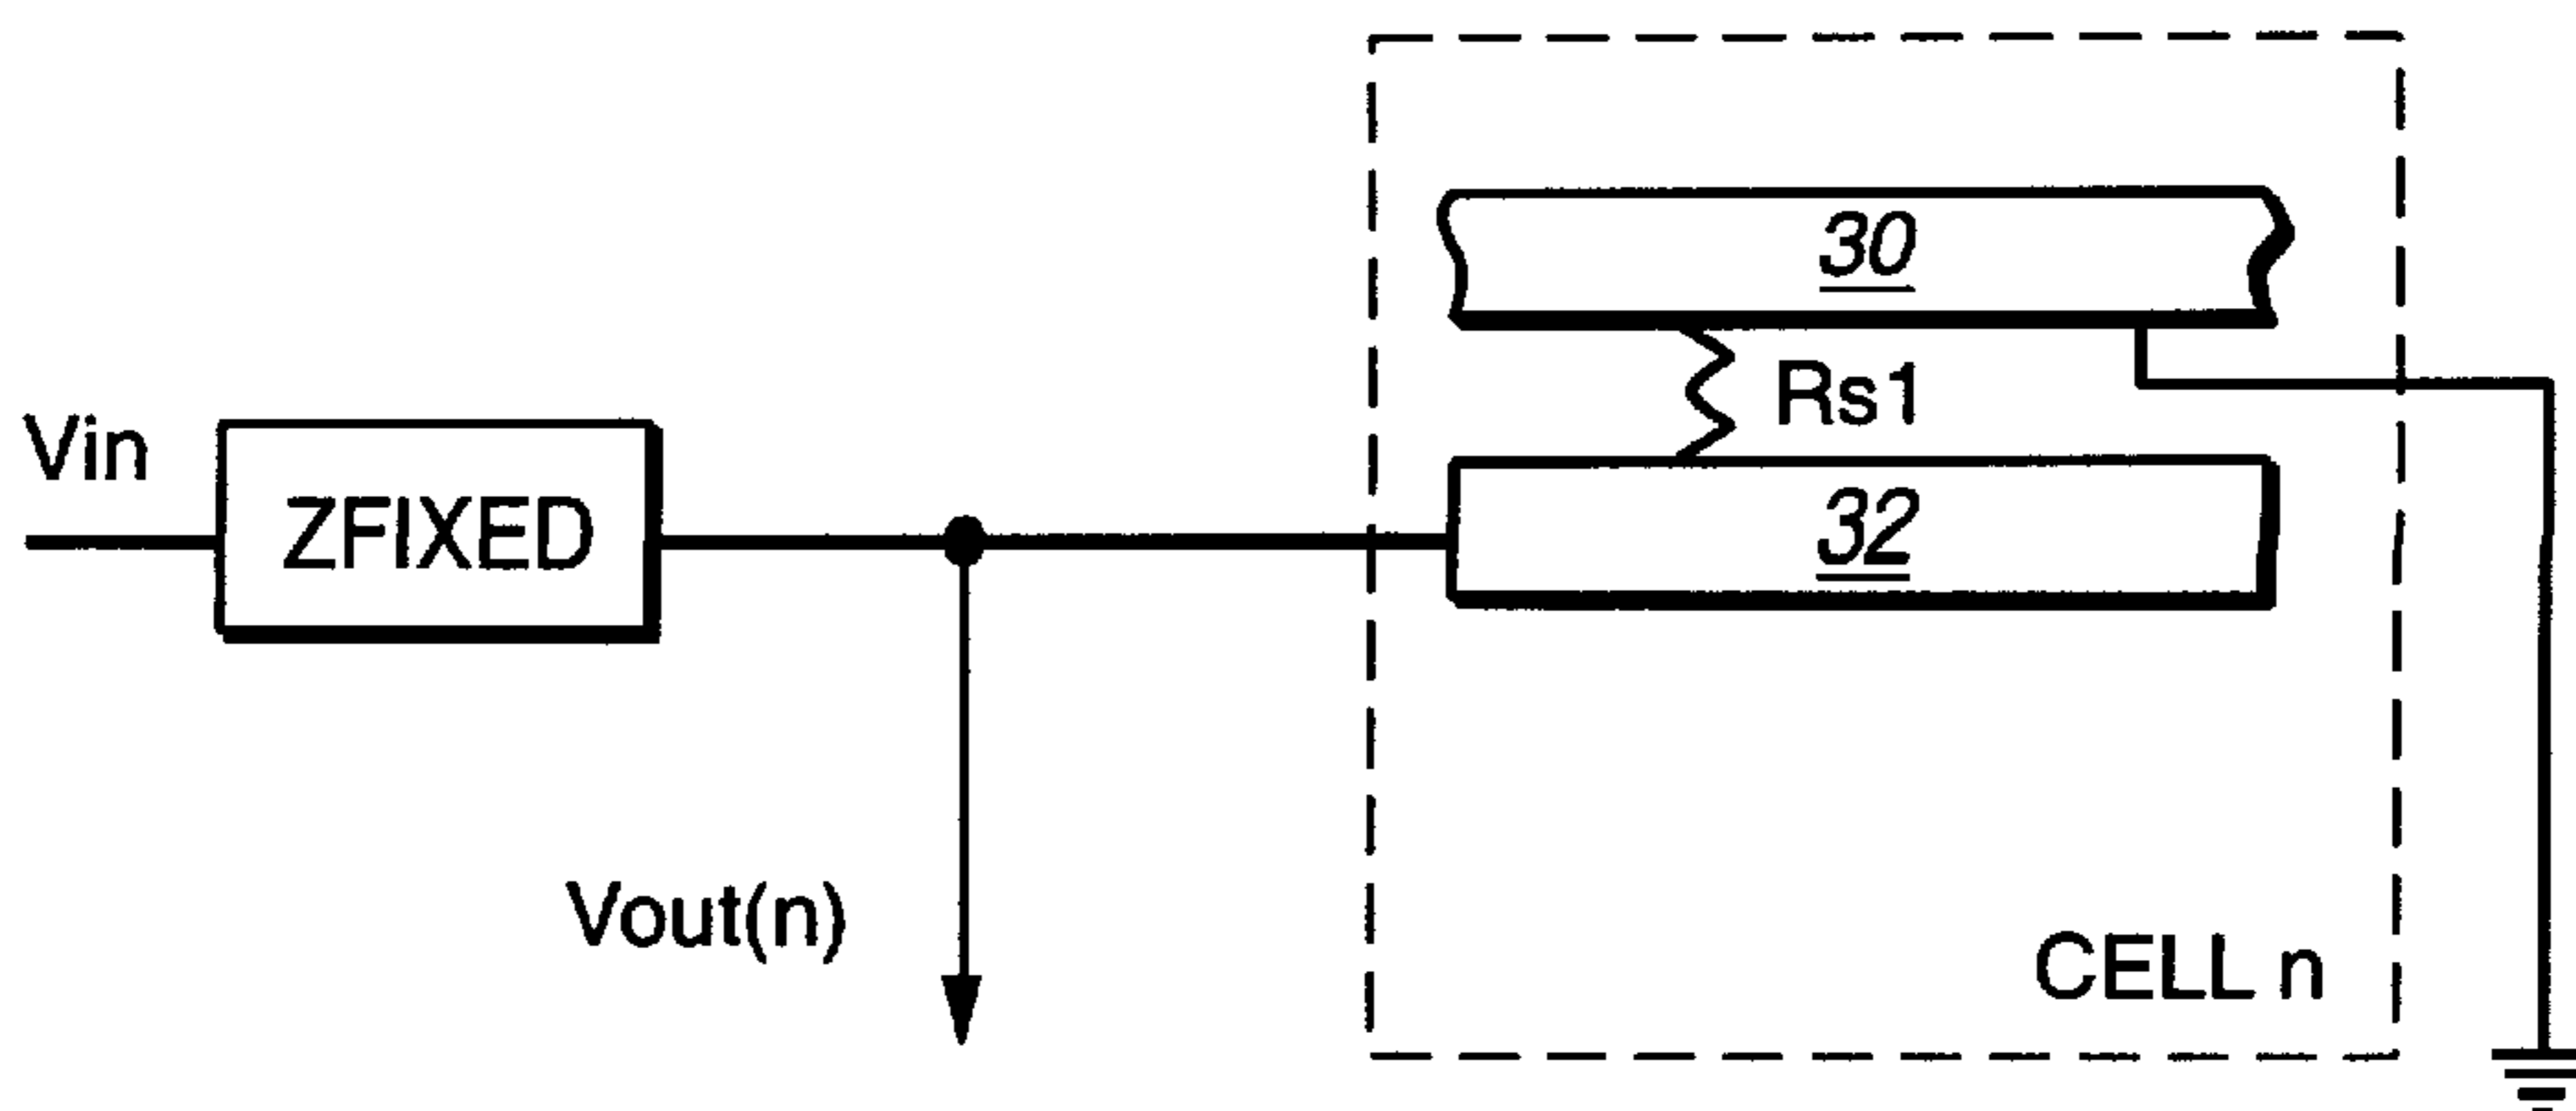 30
Rs1
Vin
ZFIXED
32
Vout(n)
CELL n